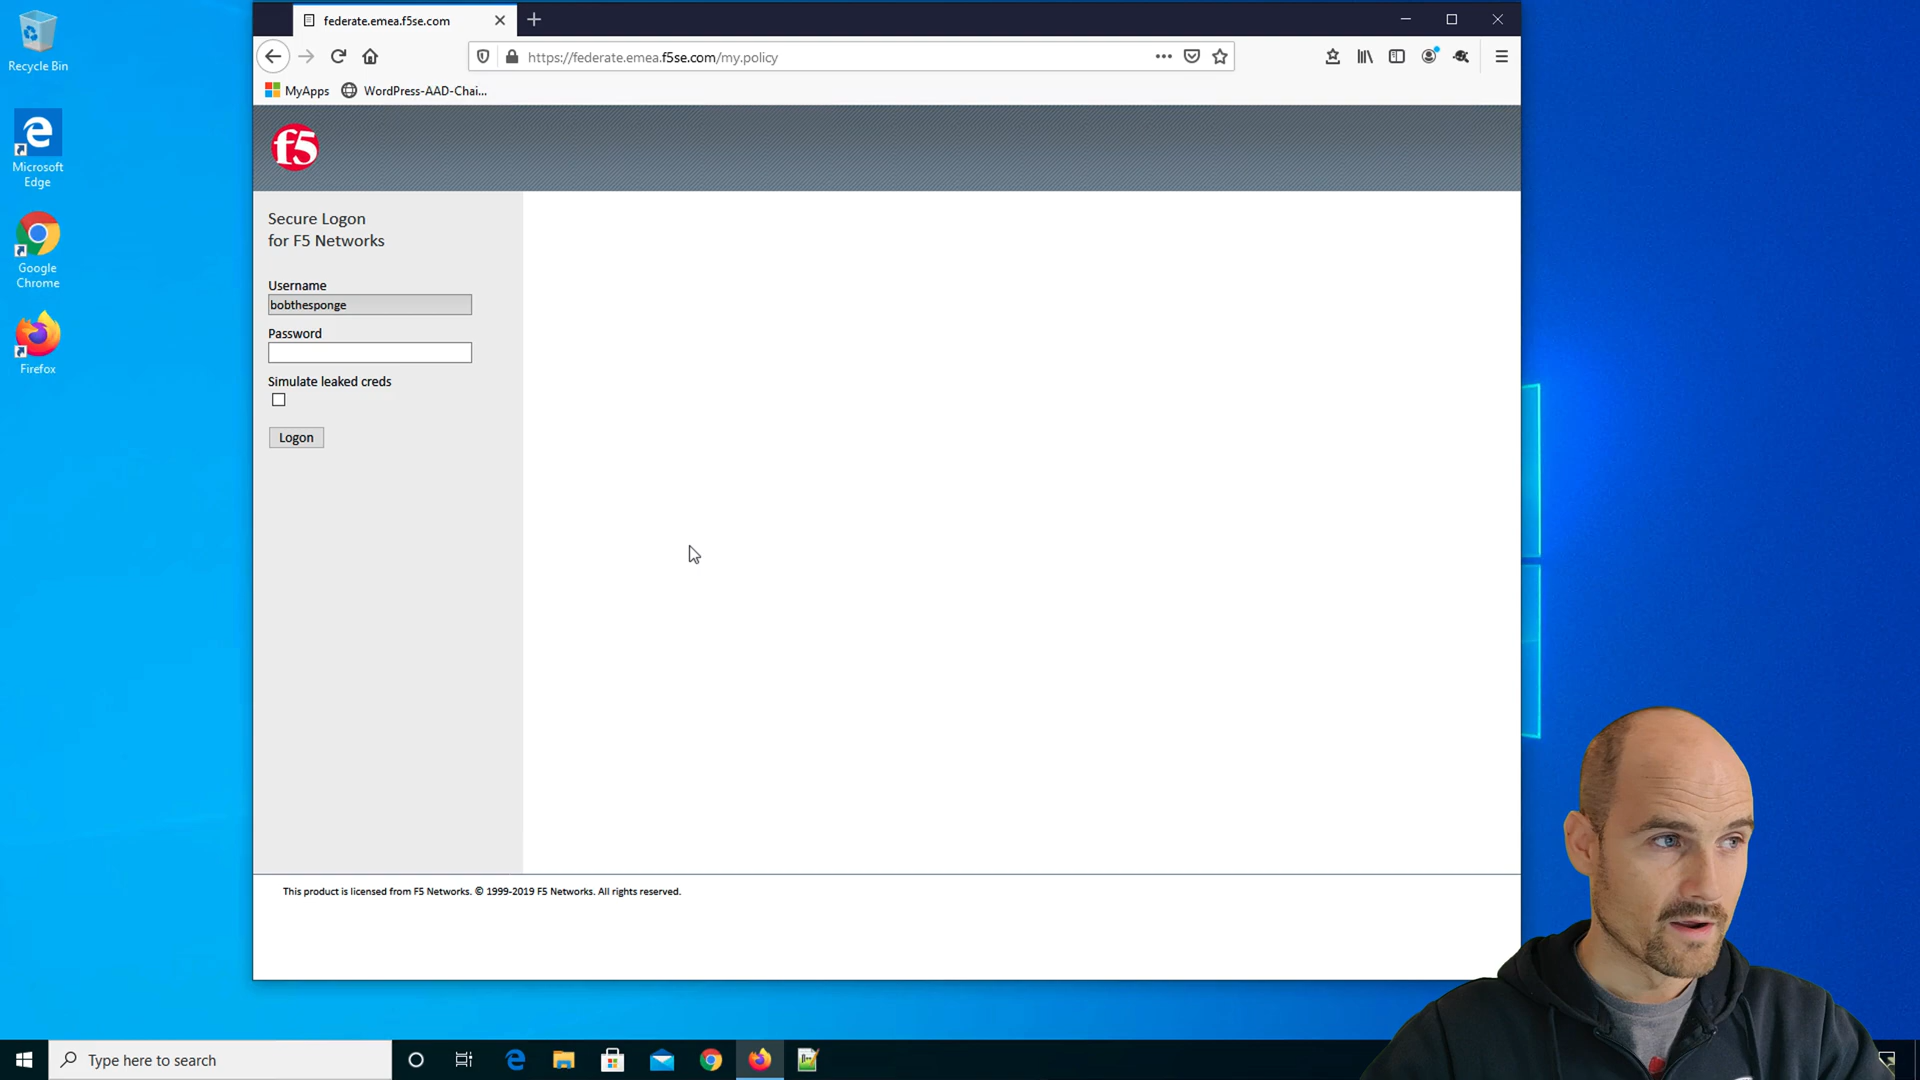 Recycle Bin
Microsoft
Edge
Google
Chrome
Firefox
federate.emea.f5se.com
https://federate.emea.f5se.com/my.policy
MyApps
WordPress-AAD-Chai...
f5
Secure Logon
for F5 Networks
Username
bobthesponge
Password
Simulate leaked creds
Logon
This product is licensed from F5 Networks. © 1999-2019 F5 Networks. All rights reserved.
Type here to search